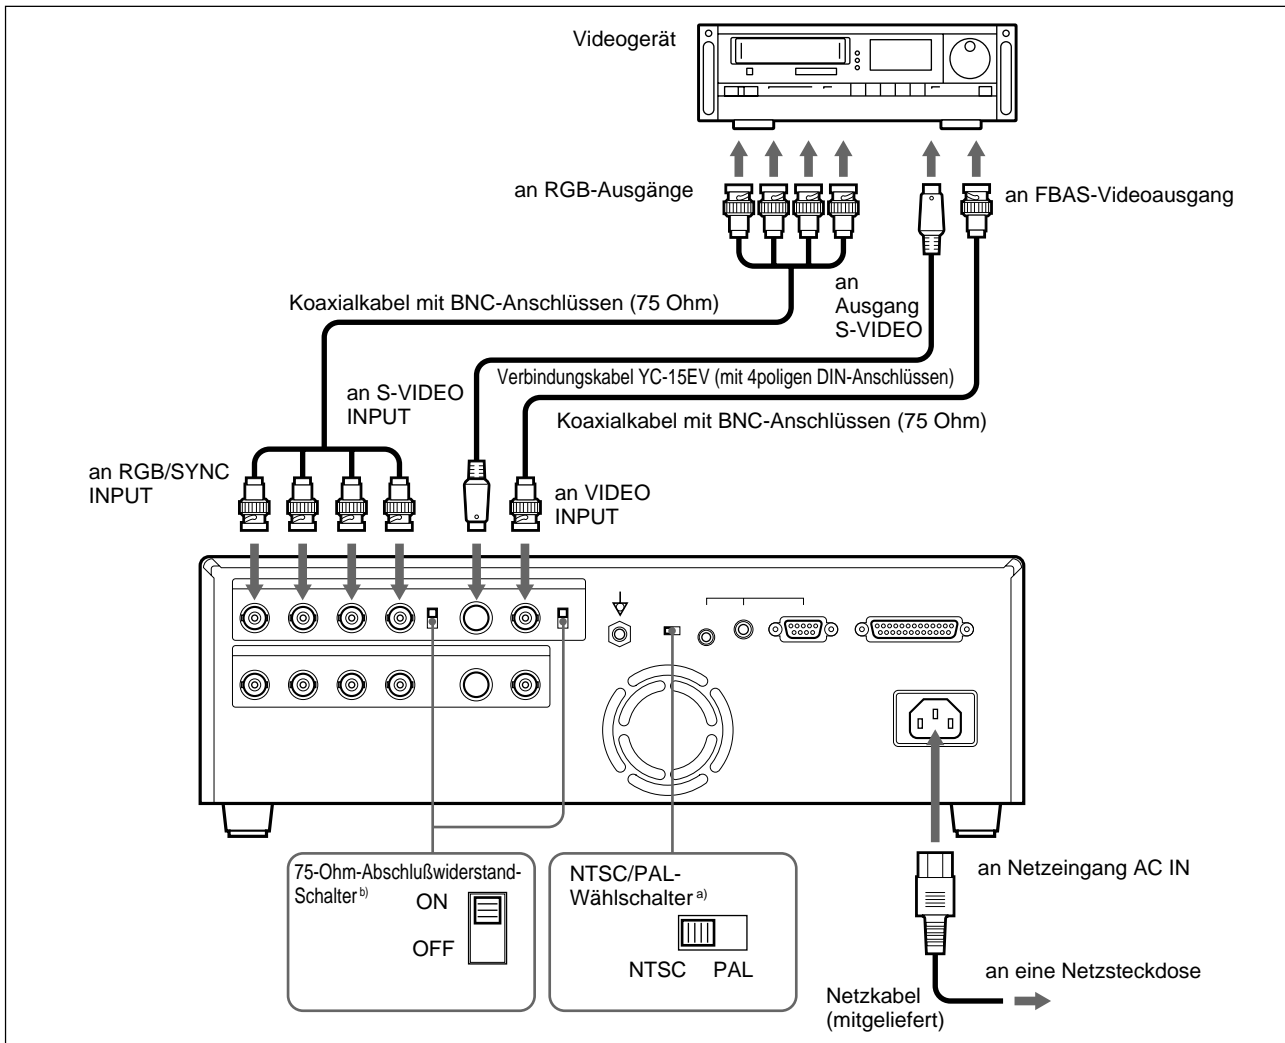 Videogerät
an RGB-Ausgänge
an FBAS-Videoausgang
an
Ausgang
S-VIDEO
Koaxialkabel mit BNC-Anschlüssen (75 Ohm)
Verbindungskabel YC-15EV (mit 4poligen DIN-Anschlüssen)
an S-VIDEO
INPUT
Koaxialkabel mit BNC-Anschlüssen (75 Ohm)
an RGB/SYNC
INPUT
an VIDEO
INPUT
75-Ohm-Abschlußwiderstand-
Schalter b)
ON
OFF
NTSC/PAL-
Wählschalter a)
NTSC PAL
an Netzeingang AC IN
an eine Netzsteckdose
Netzkabel
(mitgeliefert)